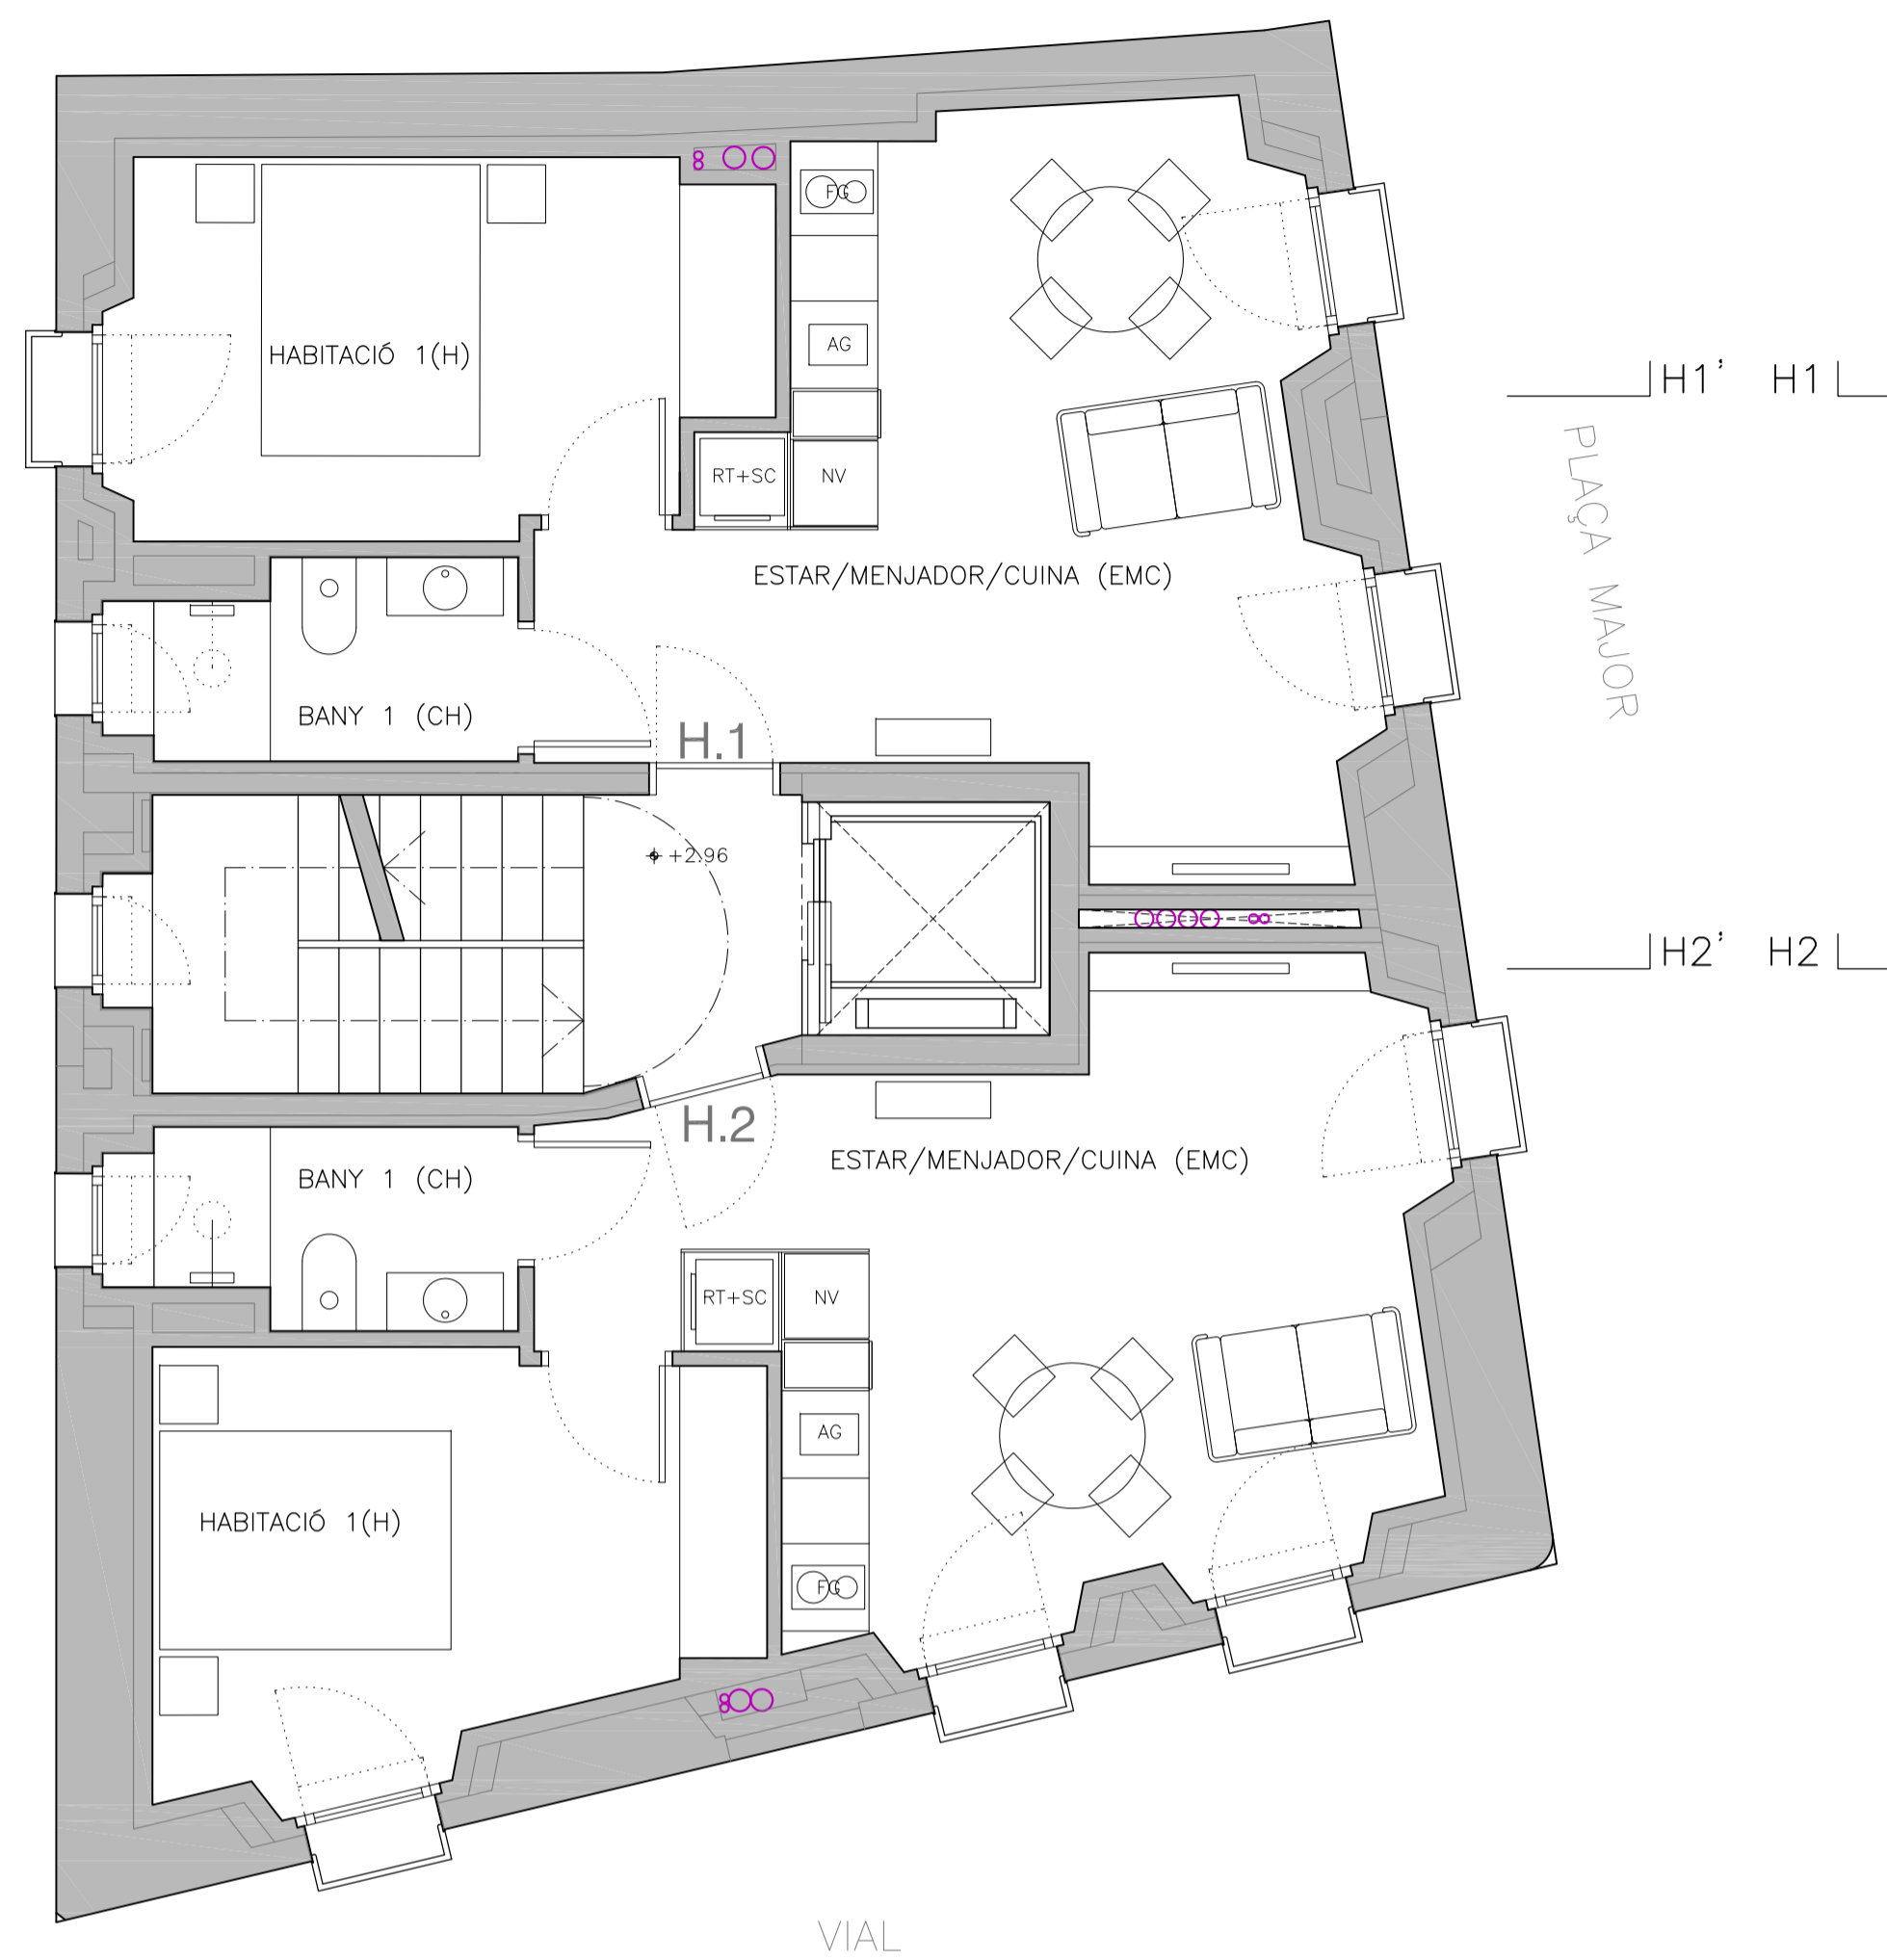 FG
HABITACIÓ 1(H)
AG
H1' H1
RT+SC NV
PLAÇA MAJOR
ESTAR/MENJADOR/CUINA (EMC)
BANY 1 (CH)
H.1
+2.96
H2' H2
H.2
ESTAR/MENJADOR/CUINA (EMC)
BANY 1 (CH)
RT+SC NV
AG
HABITACIÓ 1(H)
FG
VIAL